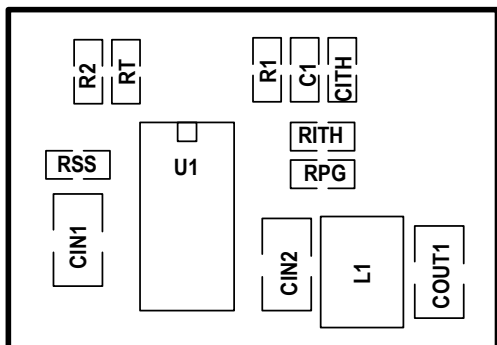 R2
RT
R1
C1
CITH
RITH
RSS
U1
RPG
CIN1
CIN2
L1
COUT1